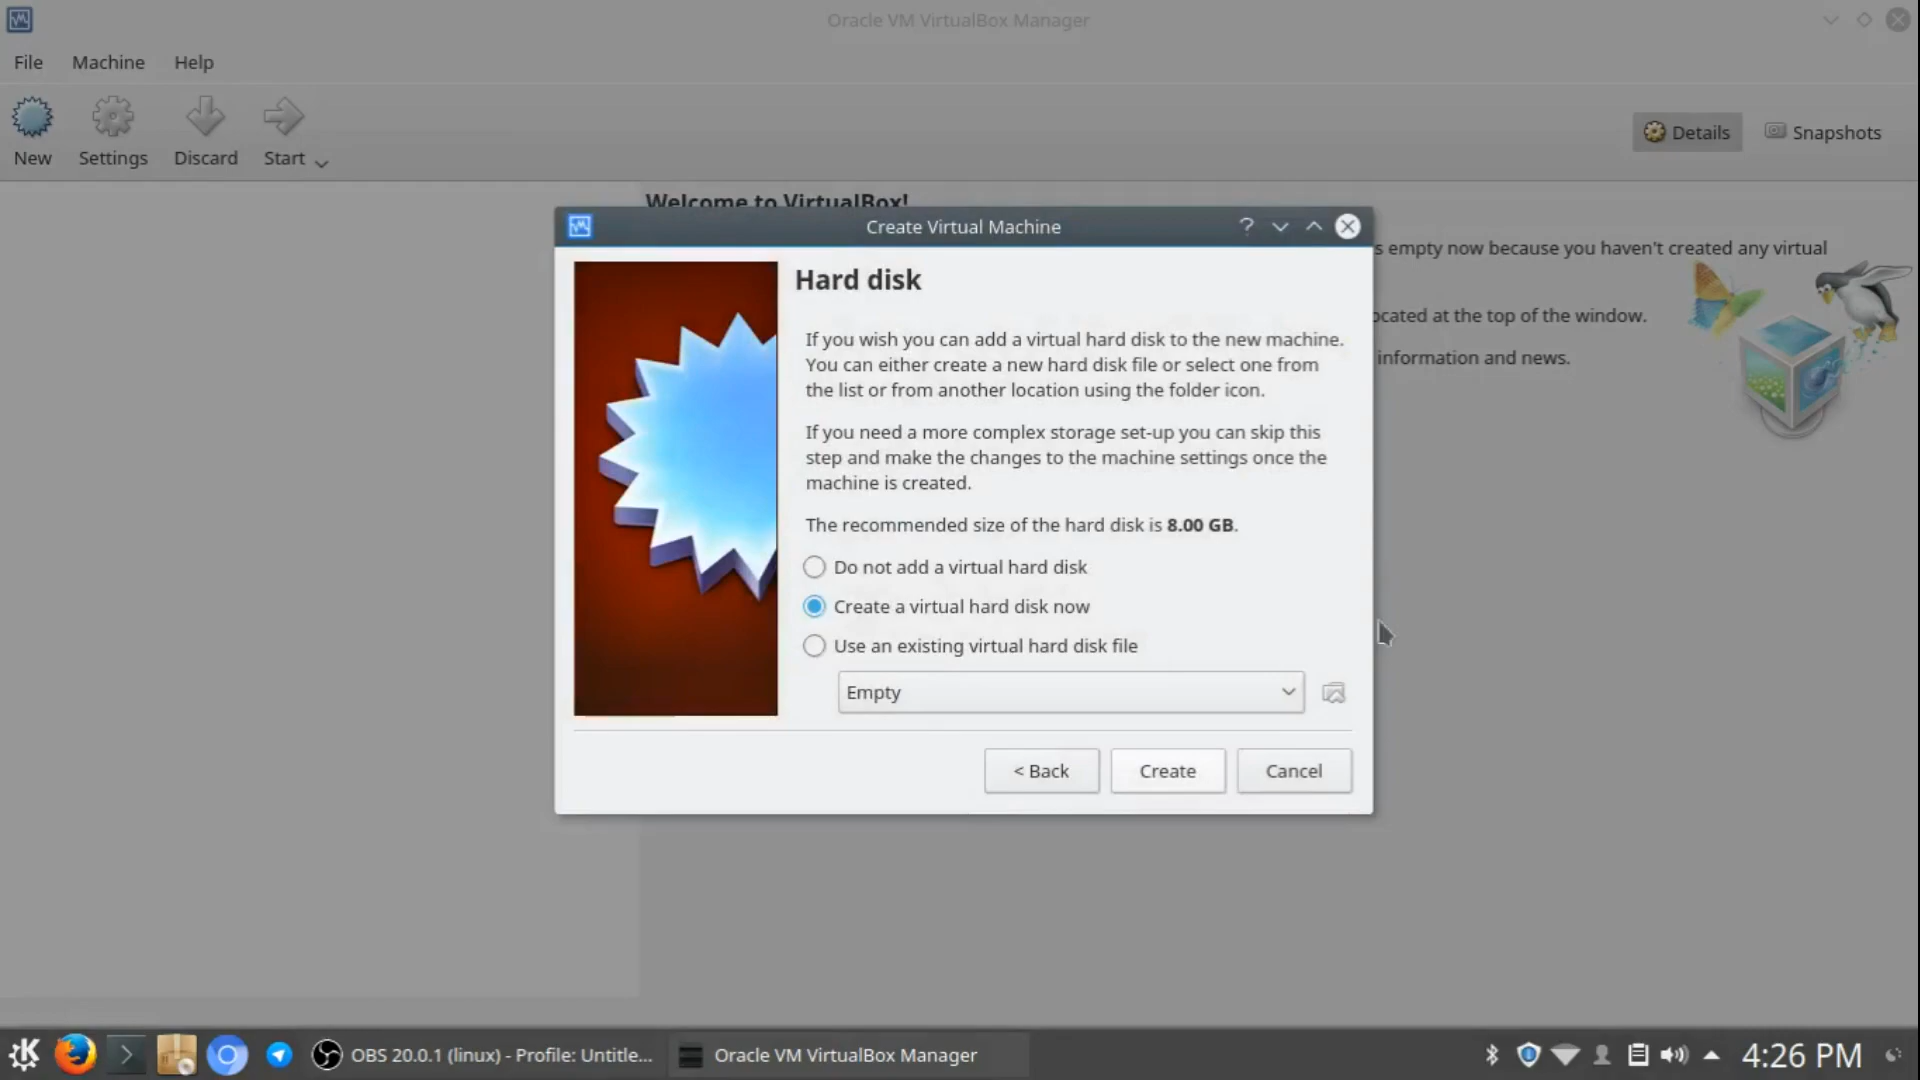 Oracle VM VirtualBox Manager
File Machine Help
New Settings Discard Start
Details Snapshots
Welcome to VirtualBox!
Create Virtual Machine
s empty now because you haven't created any virtual
ocated at the top of the window.
information and news.
Hard disk
If you wish you can add a virtual hard disk to the new machine.
You can either create a new hard disk file or select one from
the list or from another location using the folder icon.
If you need a more complex storage set-up you can skip this
step and make the changes to the machine settings once the
machine is created.
The recommended size of the hard disk is 8.00 GB.
Do not add a virtual hard disk
Create a virtual hard disk now
Use an existing virtual hard disk file
Empty
< Back Create Cancel
OBS 20.0.1 (linux) - Profile: Untitle... Oracle VM VirtualBox Manager 4:26 PM